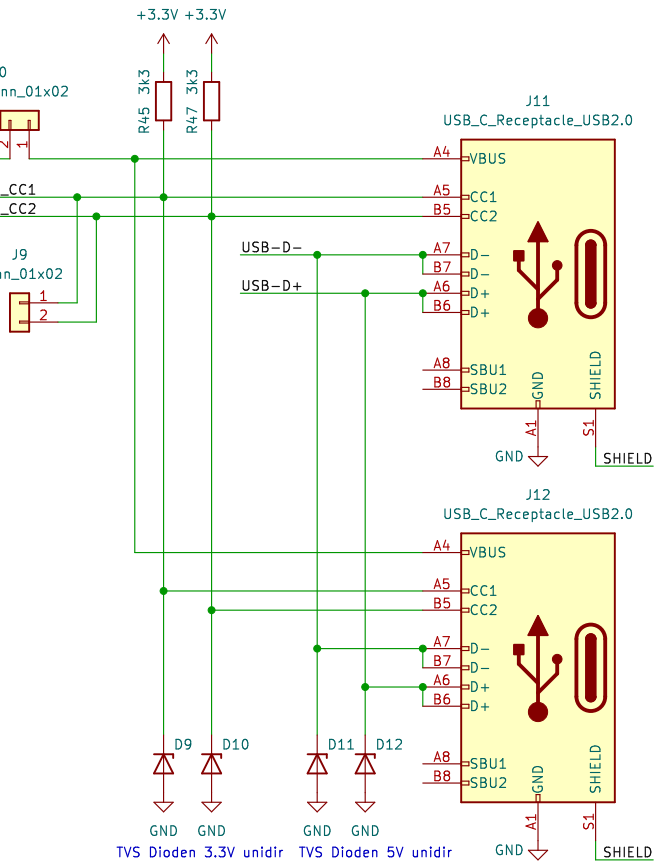 +3.3V +3.3V
R45 3k3
R47 3k3
0
nn_01x02
2 1
J11
USB_C_Receptacle_USB2.0
A4 VBUS
_CC1
A5 CC1
_CC2
B5 CC2
J9
n_01x02
1
2
USB-D-
A7 D-
B7 D-
USB-D+
A6 D+
B6 D+
A8 SBU1
B8 SBU2
GND
SHIELD
A1
S1
GND
SHIELD
J12
USB_C_Receptacle_USB2.0
A4 VBUS
A5 CC1
B5 CC2
A7 D-
B7 D-
A6 D+
B6 D+
D9 D10 D11 D12
A8 SBU1
B8 SBU2
GND
SHIELD
A1
S1
GND GND GND GND
GND
SHIELD
TVS Dioden 3.3V unidir TVS Dioden 5V unidir